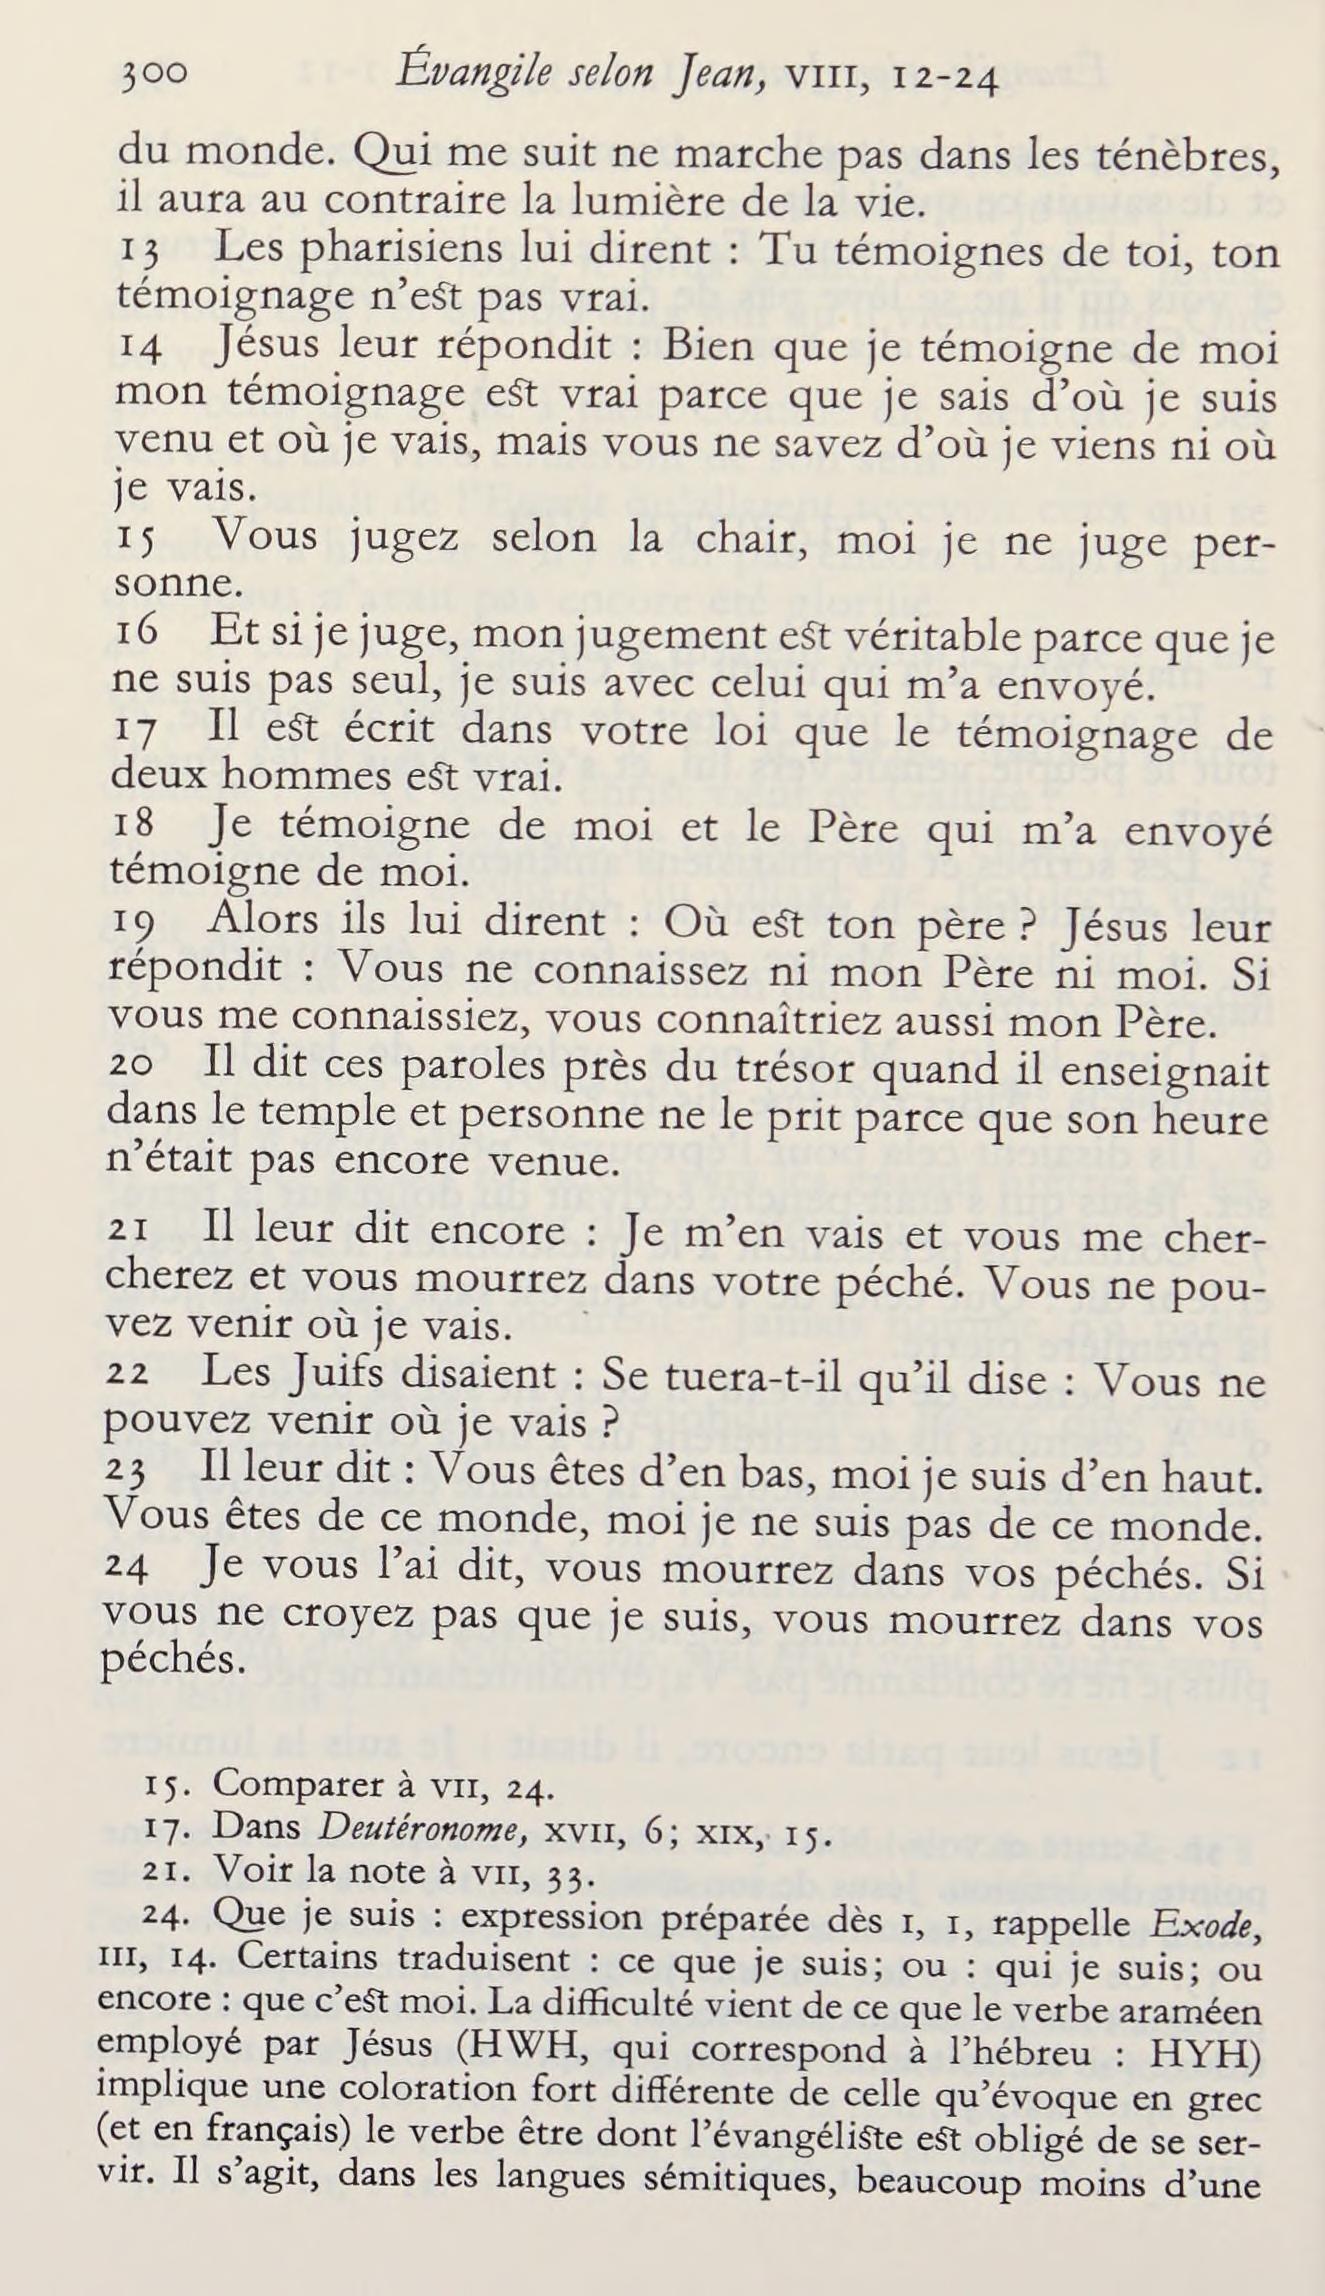 300 Évangile selon Jean, VIII, 12-24
du monde. Qui me suit ne marche pas dans les ténèbres,
il aura au contraire la lumière de la vie.
13 Les pharisiens lui dirent : Tu témoignes de toi, ton
témoignage n’est pas vrai.
14 Jésus leur répondit : Bien que je témoigne de moi
mon témoignage est vrai parce que je sais d’où je suis
venu et où je vais, mais vous ne savez d’où je viens ni où
je vais.
15 Vous jugez selon la chair, moi je ne juge per-
sonne.
16 Et si je juge, mon jugement est véritable parce que je
ne suis pas seul, je suis avec celui qui m’a envoyé.
17 Il est écrit dans votre loi que le témoignage de
deux hommes est vrai.
18 Je témoigne de moi et le Père qui m’a envoyé
témoigne de moi.
19 Alors ils lui dirent : Où est ton père ? Jésus leur
répondit : Vous ne connaissez ni mon Père ni moi. Si
vous me connaissiez, vous connaîtriez aussi mon Père.
20 Il dit ces paroles près du trésor quand il enseignait
dans le temple et personne ne le prit parce que son heure
n’était pas encore venue.
21 Il leur dit encore : Je m’en vais et vous me cher-
cherez et vous mourrez dans votre péché. Vous ne pou-
vez venir où je vais.
22 Les Juifs disaient : Se tuera-t-il qu’il dise : Vous ne
pouvez venir où je vais ?
23 Il leur dit : Vous êtes d’en bas, moi je suis d’en haut.
Vous êtes de ce monde, moi je ne suis pas de ce monde.
24 Je vous l’ai dit, vous mourrez dans vos péchés. Si
vous ne croyez pas que je suis, vous mourrez dans vos
péchés.
15. Comparer à VII, 24.
17. Dans Deutéronome, XVII, 6; XIX, 15.
21. Voir la note à VII, 33.
24. Que je suis : expression préparée dès I, 1, rappelle Exode,
III, 14. Certains traduisent : ce que je suis; ou : qui je suis; ou
encore : que c’est moi. La difficulté vient de ce que le verbe araméen
employé par Jésus (HWH, qui correspond à l’hébreu : HYH)
implique une coloration fort différente de celle qu’évoque en grec
(et en français) le verbe être dont l’évangéliste est obligé de se ser-
vir. Il s’agit, dans les langues sémitiques, beaucoup moins d’une